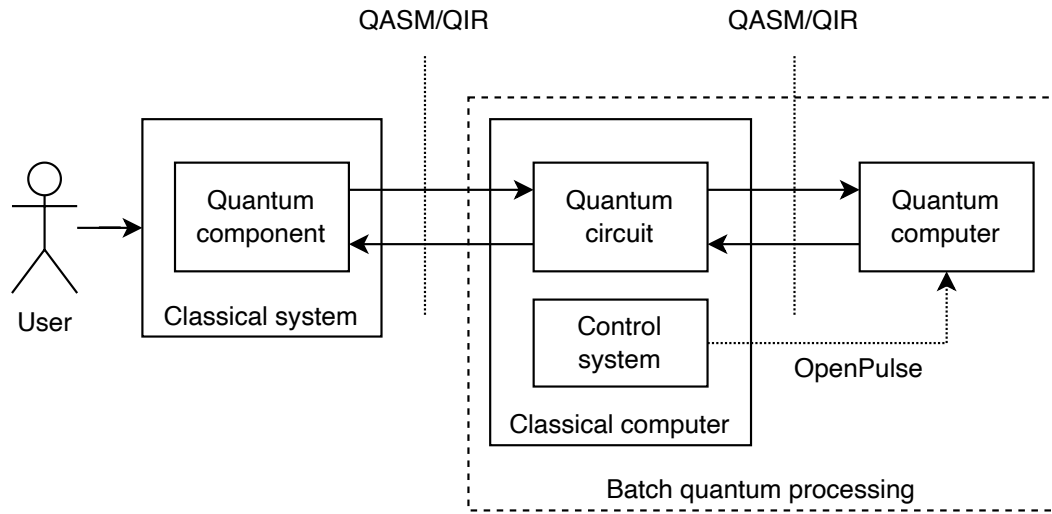 QASM/QIR
QASM/QIR
Quantum
component
Quantum
circuit
Quantum
computer
User
Classical system
Control
system
OpenPulse
Classical computer
Batch quantum processing